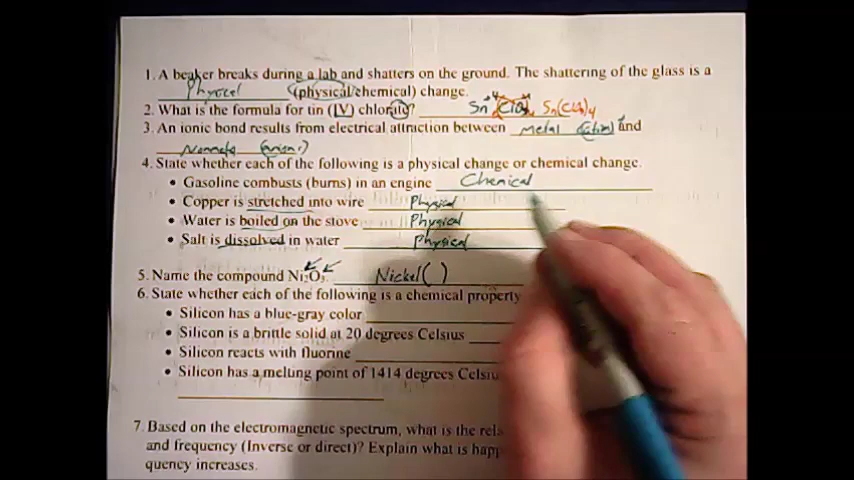 1. A beaker breaks during a lab and shatters on the ground. The shattering of the glass is a
Physical (physical/chemical) change.
2. What is the formula for tin (IV) chlorate? Sn+4 Sn(ClO3)4
3. An ionic bond results from electrical attraction between metal (cation) and
Nonmetal (anion)
4. State whether each of the following is a physical change or chemical change.
• Gasoline combusts (burns) in an engine Chemical
• Copper is stretched into wire Physical
• Water is boiled on the stove Physical
• Salt is dissolved in water Physical
5. Name the compound Ni2O3. Nickel( )
6. State whether each of the following is a chemical property
• Silicon has a blue-gray color
• Silicon is a brittle solid at 20 degrees Celsius
• Silicon reacts with fluorine
• Silicon has a melting point of 1414 degrees Celsiu
7. Based on the electromagnetic spectrum, what is the rela
and frequency (Inverse or direct)? Explain what is happ
quency increases.